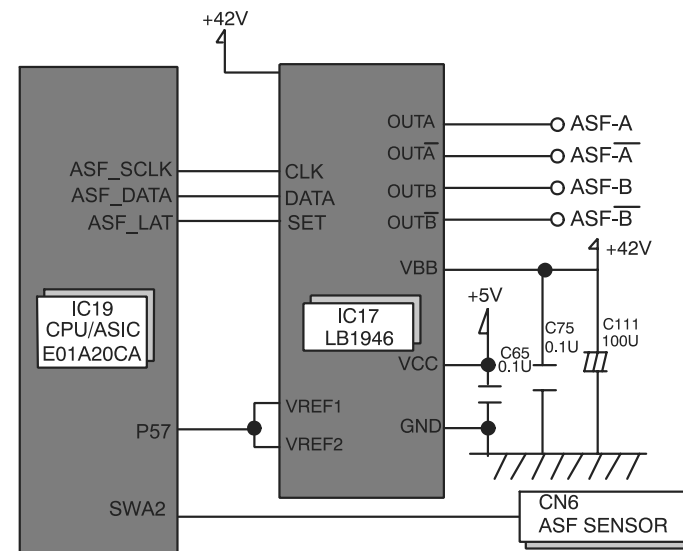 +42V
OUTA
ASF-A
OUTA̅
ASF-A̅
ASF_SCLK
CLK
ASF_DATA
DATA
OUTB
ASF-B
ASF_LAT
SET
OUTB̅
ASF-B̅
+42V
VBB
+5V
IC19
CPU/ASIC
E01A20CA
IC17
LB1946
C65
0.1U
C75
0.1U
C111
100U
VCC
VREF1
P57
GND
VREF2
SWA2
CN6
ASF SENSOR